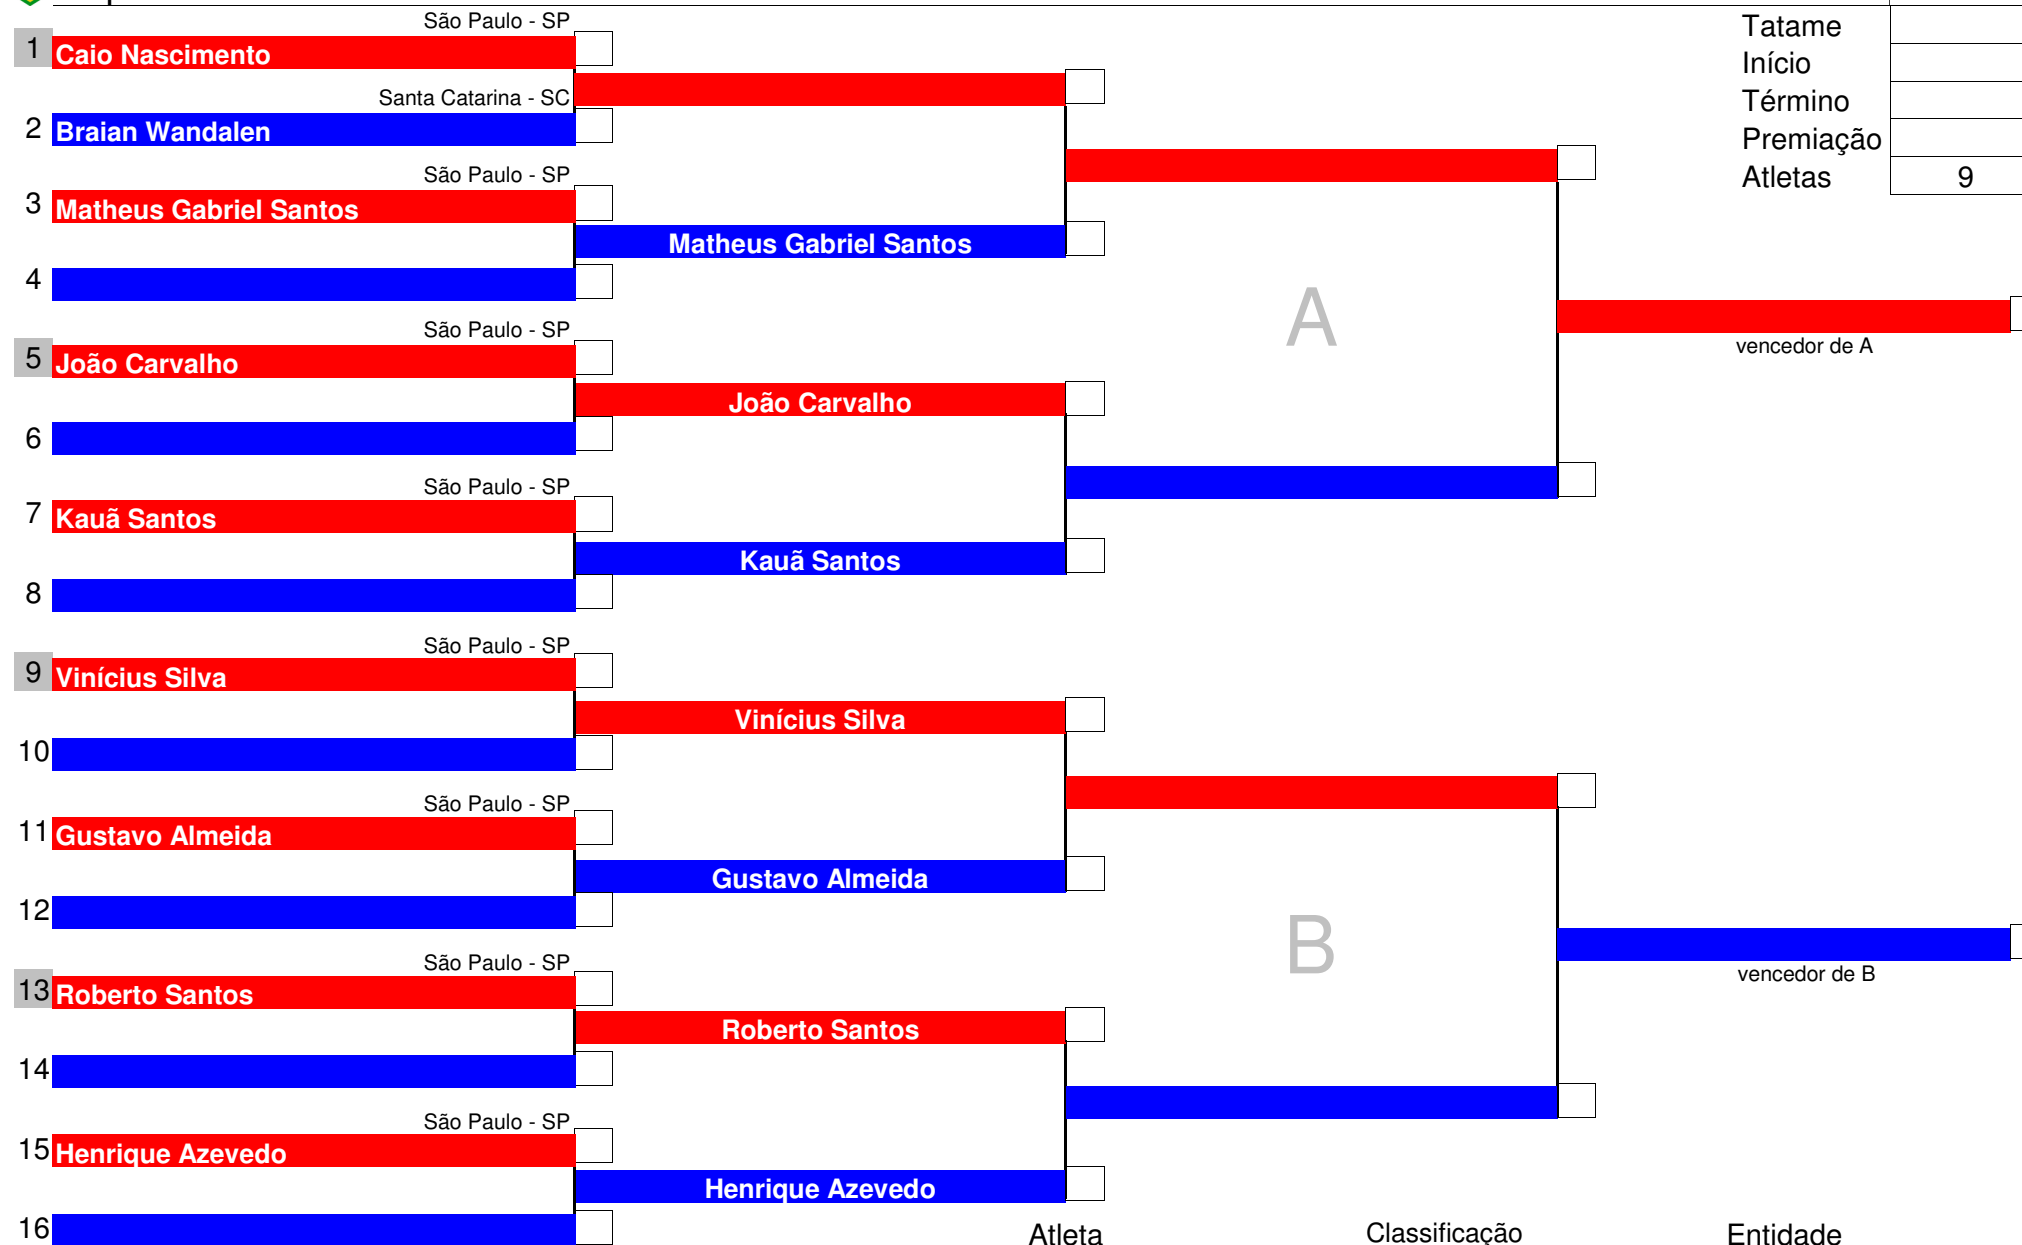 São Paulo - SP
1 Caio Nascimento
Santa Catarina - SC
2 Braian Wandalen
São Paulo - SP
3 Matheus Gabriel Santos
Matheus Gabriel Santos
4
São Paulo - SP
5 João Carvalho
João Carvalho
6
São Paulo - SP
7 Kauã Santos
Kauã Santos
8
São Paulo - SP
9 Vinícius Silva
Vinícius Silva
10
São Paulo - SP
11 Gustavo Almeida
Gustavo Almeida
12
São Paulo - SP
13 Roberto Santos
Roberto Santos
14
São Paulo - SP
15 Henrique Azevedo
Henrique Azevedo
16
A
B
vencedor de A
vencedor de B
Tatame
Início
Término
Premiação
Atletas 9
Atleta Classificação Entidade